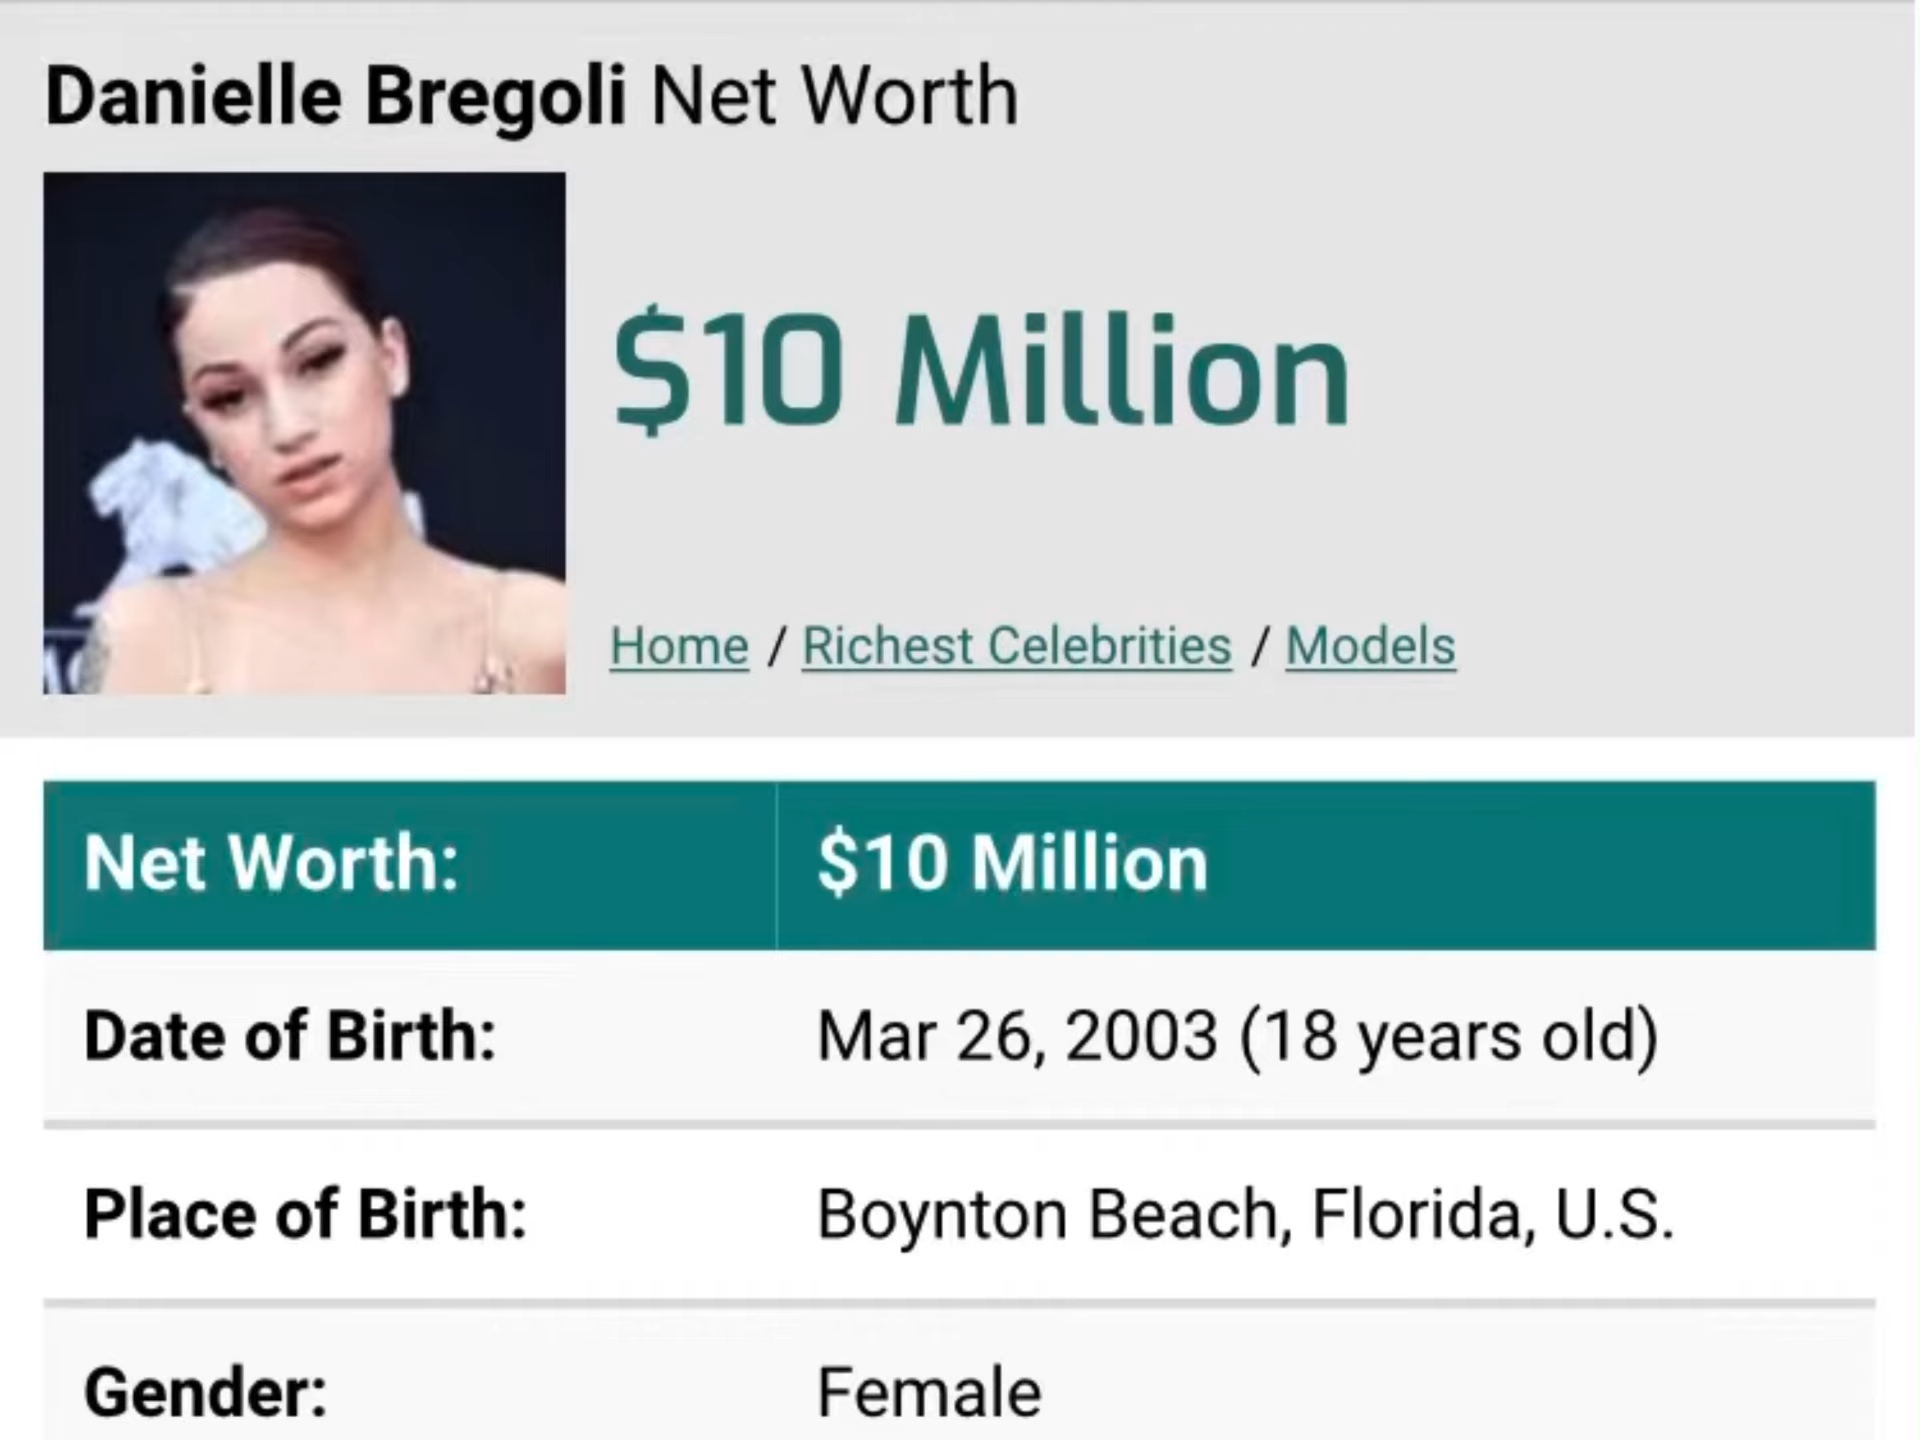 Danielle Bregoli Net Worth
$10 Million
Home / Richest Celebrities / Models
Net Worth: $10 Million
Date of Birth: Mar 26, 2003 (18 years old)
Place of Birth: Boynton Beach, Florida, U.S.
Gender: Female